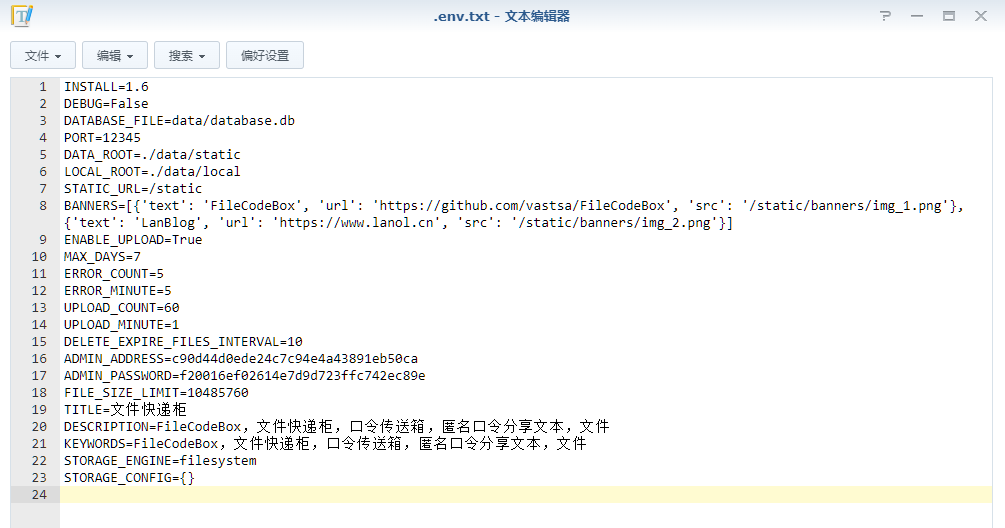 .env.txt - 文本编辑器
文件 编辑 搜索 偏好设置
1 INSTALL=1.6
2 DEBUG=False
3 DATABASE_FILE=data/database.db
4 PORT=12345
5 DATA_ROOT=./data/static
6 LOCAL_ROOT=./data/local
7 STATIC_URL=/static
8 BANNERS=[{'text': 'FileCodeBox', 'url': 'https://github.com/vastsa/FileCodeBox', 'src': '/static/banners/img_1.png'},
{'text': 'LanBlog', 'url': 'https://www.lanol.cn', 'src': '/static/banners/img_2.png'}]
9 ENABLE_UPLOAD=True
10 MAX_DAYS=7
11 ERROR_COUNT=5
12 ERROR_MINUTE=5
13 UPLOAD_COUNT=60
14 UPLOAD_MINUTE=1
15 DELETE_EXPIRE_FILES_INTERVAL=10
16 ADMIN_ADDRESS=c90d44d0ede24c7c94e4a43891eb50ca
17 ADMIN_PASSWORD=f20016ef02614e7d9d723ffc742ec89e
18 FILE_SIZE_LIMIT=10485760
19 TITLE=文件快递柜
20 DESCRIPTION=FileCodeBox，文件快递柜，口令传送箱，匿名口令分享文本，文件
21 KEYWORDS=FileCodeBox，文件快递柜，口令传送箱，匿名口令分享文本，文件
22 STORAGE_ENGINE=filesystem
23 STORAGE_CONFIG={}
24